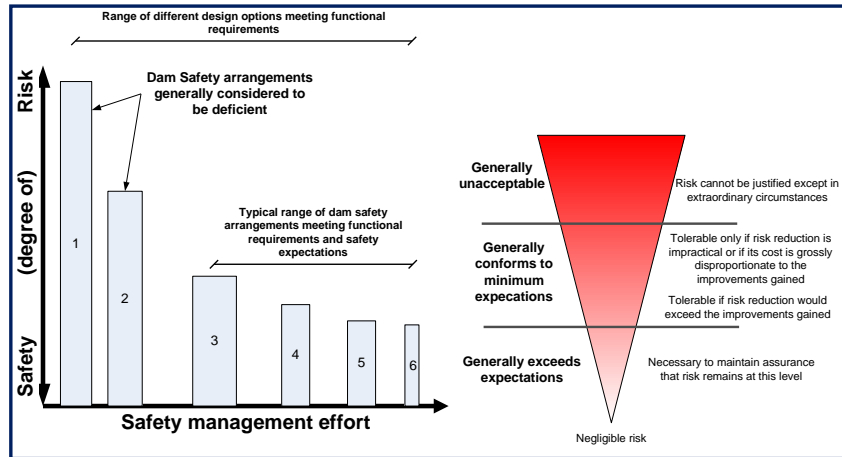 Range of different design options meeting functional
requirements
Risk
(degree of)
Safety
Dam Safety arrangements
generally considered to
be deficient
Typical range of dam safety
arrangements meeting functional
requirements and safety
expectations
1
2
3
4
5
6
Safety management effort
Generally
unacceptable
Risk cannot be justified except in
extraordinary circumstances
Generally
conforms to
minimum
expecations
Tolerable only if risk reduction is
impractical or if its cost is grossly
disproportionate to the
improvements gained
Tolerable if risk reduction would
exceed the improvements gained
Generally exceeds
expectations
Necessary to maintain assurance
that risk remains at this level
Negligible risk